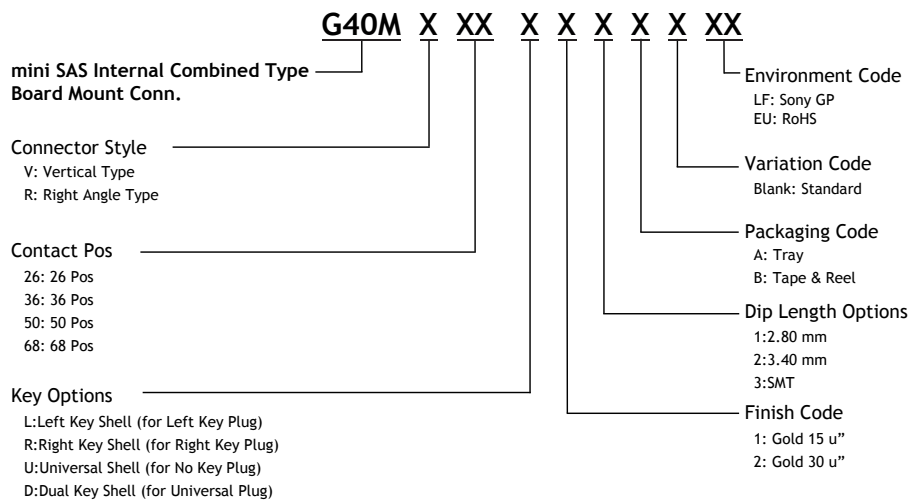 G40M X XX X X X X X XX
mini SAS Internal Combined Type
Board Mount Conn.
Connector Style
V: Vertical Type
R: Right Angle Type
Contact Pos
26: 26 Pos
36: 36 Pos
50: 50 Pos
68: 68 Pos
Key Options
L:Left Key Shell (for Left Key Plug)
R:Right Key Shell (for Right Key Plug)
U:Universal Shell (for No Key Plug)
D:Dual Key Shell (for Universal Plug)
Environment Code
LF: Sony GP
EU: RoHS
Variation Code
Blank: Standard
Packaging Code
A: Tray
B: Tape & Reel
Dip Length Options
1:2.80 mm
2:3.40 mm
3:SMT
Finish Code
1: Gold 15 u”
2: Gold 30 u”